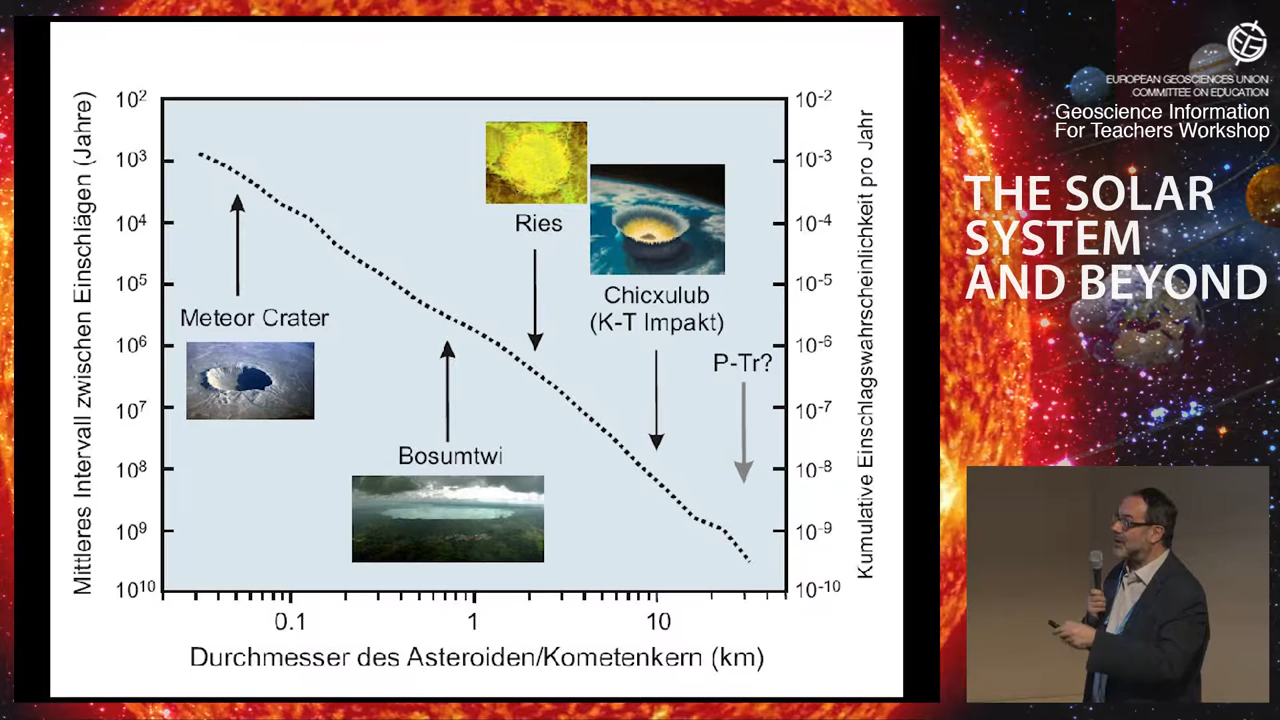 Mittleres Intervall zwischen Einschlägen (Jahre)
10²
10³
10⁴
10⁵
10⁶
10⁷
10⁸
10⁹
10¹⁰
Meteor Crater
Bosumtwi
Ries
Chicxulub
(K-T Impakt)
P-Tr?
10⁻²
10⁻³
10⁻⁴
10⁻⁵
10⁻⁶
10⁻⁷
10⁻⁸
10⁻⁹
10⁻¹⁰
Kumulative Einschlagswahrscheinlichkeit pro Jahr
0.1
1
10
Durchmesser des Asteroiden/Kometenkern (km)
EGU
EUROPEAN GEOSCIENCES UNION
COMMITTEE ON EDUCATION
Geoscience Information
For Teachers Workshop
THE SOLAR
SYSTEM
AND BEYOND